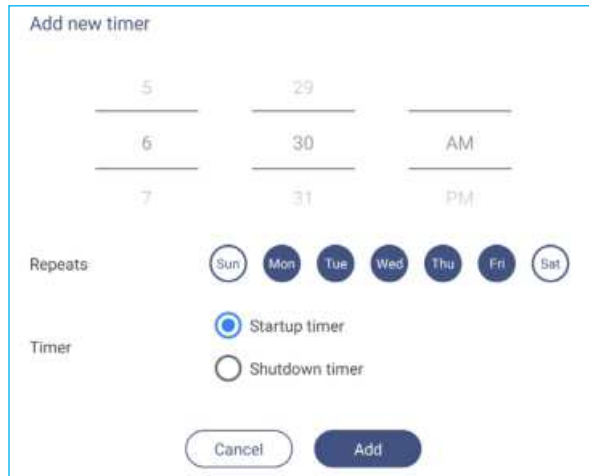 Add new timer
5 29
6 30 AM
7 31 PM
Repeats Sun Mon Tue Wed Thu Fri Sat
Startup timer
Timer
Shutdown timer
Cancel Add